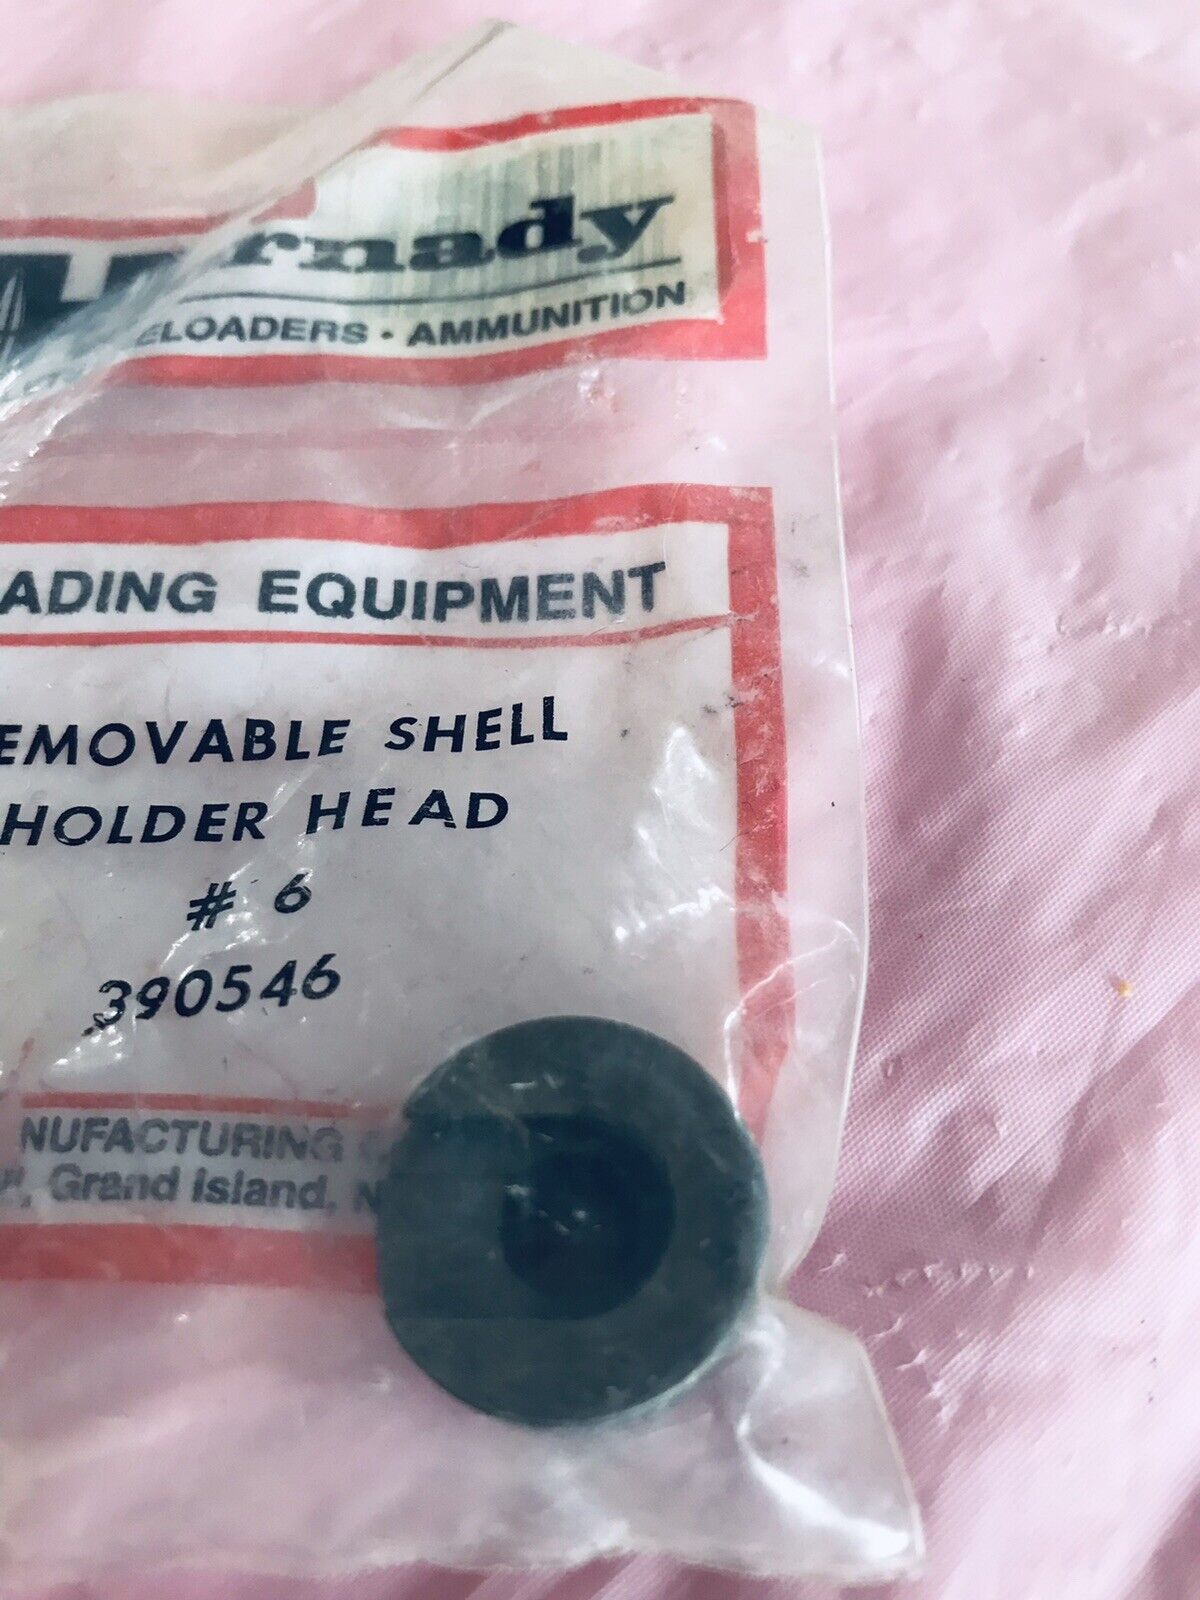 rnady
ELOADERS • AMMUNITION
ADING EQUIPMENT
EMOVABLE SHELL
HOLDER HEAD
# 6
390546
NUFACTURING
Grand Island, N